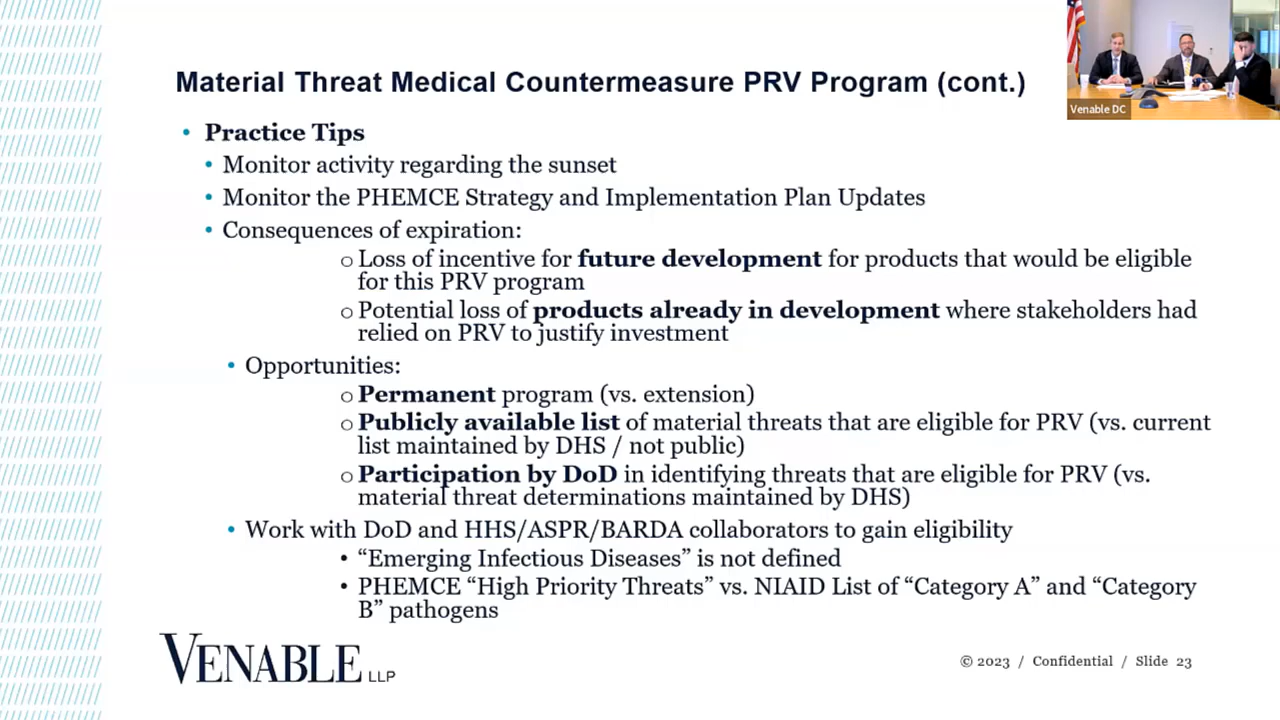 Material Threat Medical Countermeasure PRV Program (cont.)
Venable DC
• Practice Tips
• Monitor activity regarding the sunset
• Monitor the PHEMCE Strategy and Implementation Plan Updates
• Consequences of expiration:
o Loss of incentive for future development for products that would be eligible
for this PRV program
o Potential loss of products already in development where stakeholders had
relied on PRV to justify investment
• Opportunities:
o Permanent program (vs. extension)
o Publicly available list of material threats that are eligible for PRV (vs. current
list maintained by DHS / not public)
o Participation by DoD in identifying threats that are eligible for PRV (vs.
material threat determinations maintained by DHS)
• Work with DoD and HHS/ASPR/BARDA collaborators to gain eligibility
• “Emerging Infectious Diseases” is not defined
• PHEMCE “High Priority Threats” vs. NIAID List of “Category A” and “Category
B” pathogens
VENABLE LLP
© 2023 / Confidential / Slide 23